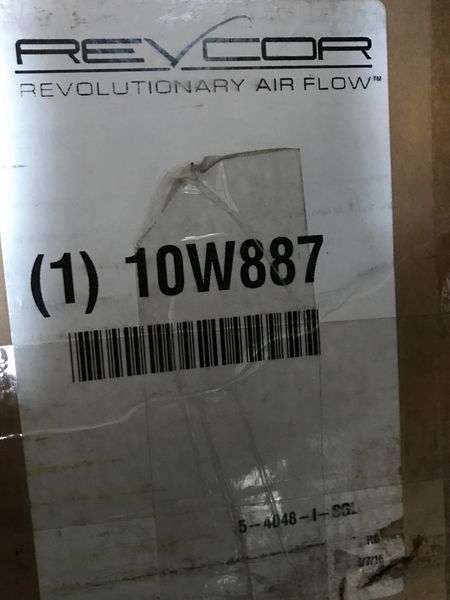 REVCOR
REVOLUTIONARY AIR FLOW™
(1) 10W887
5-4048-I-SGL